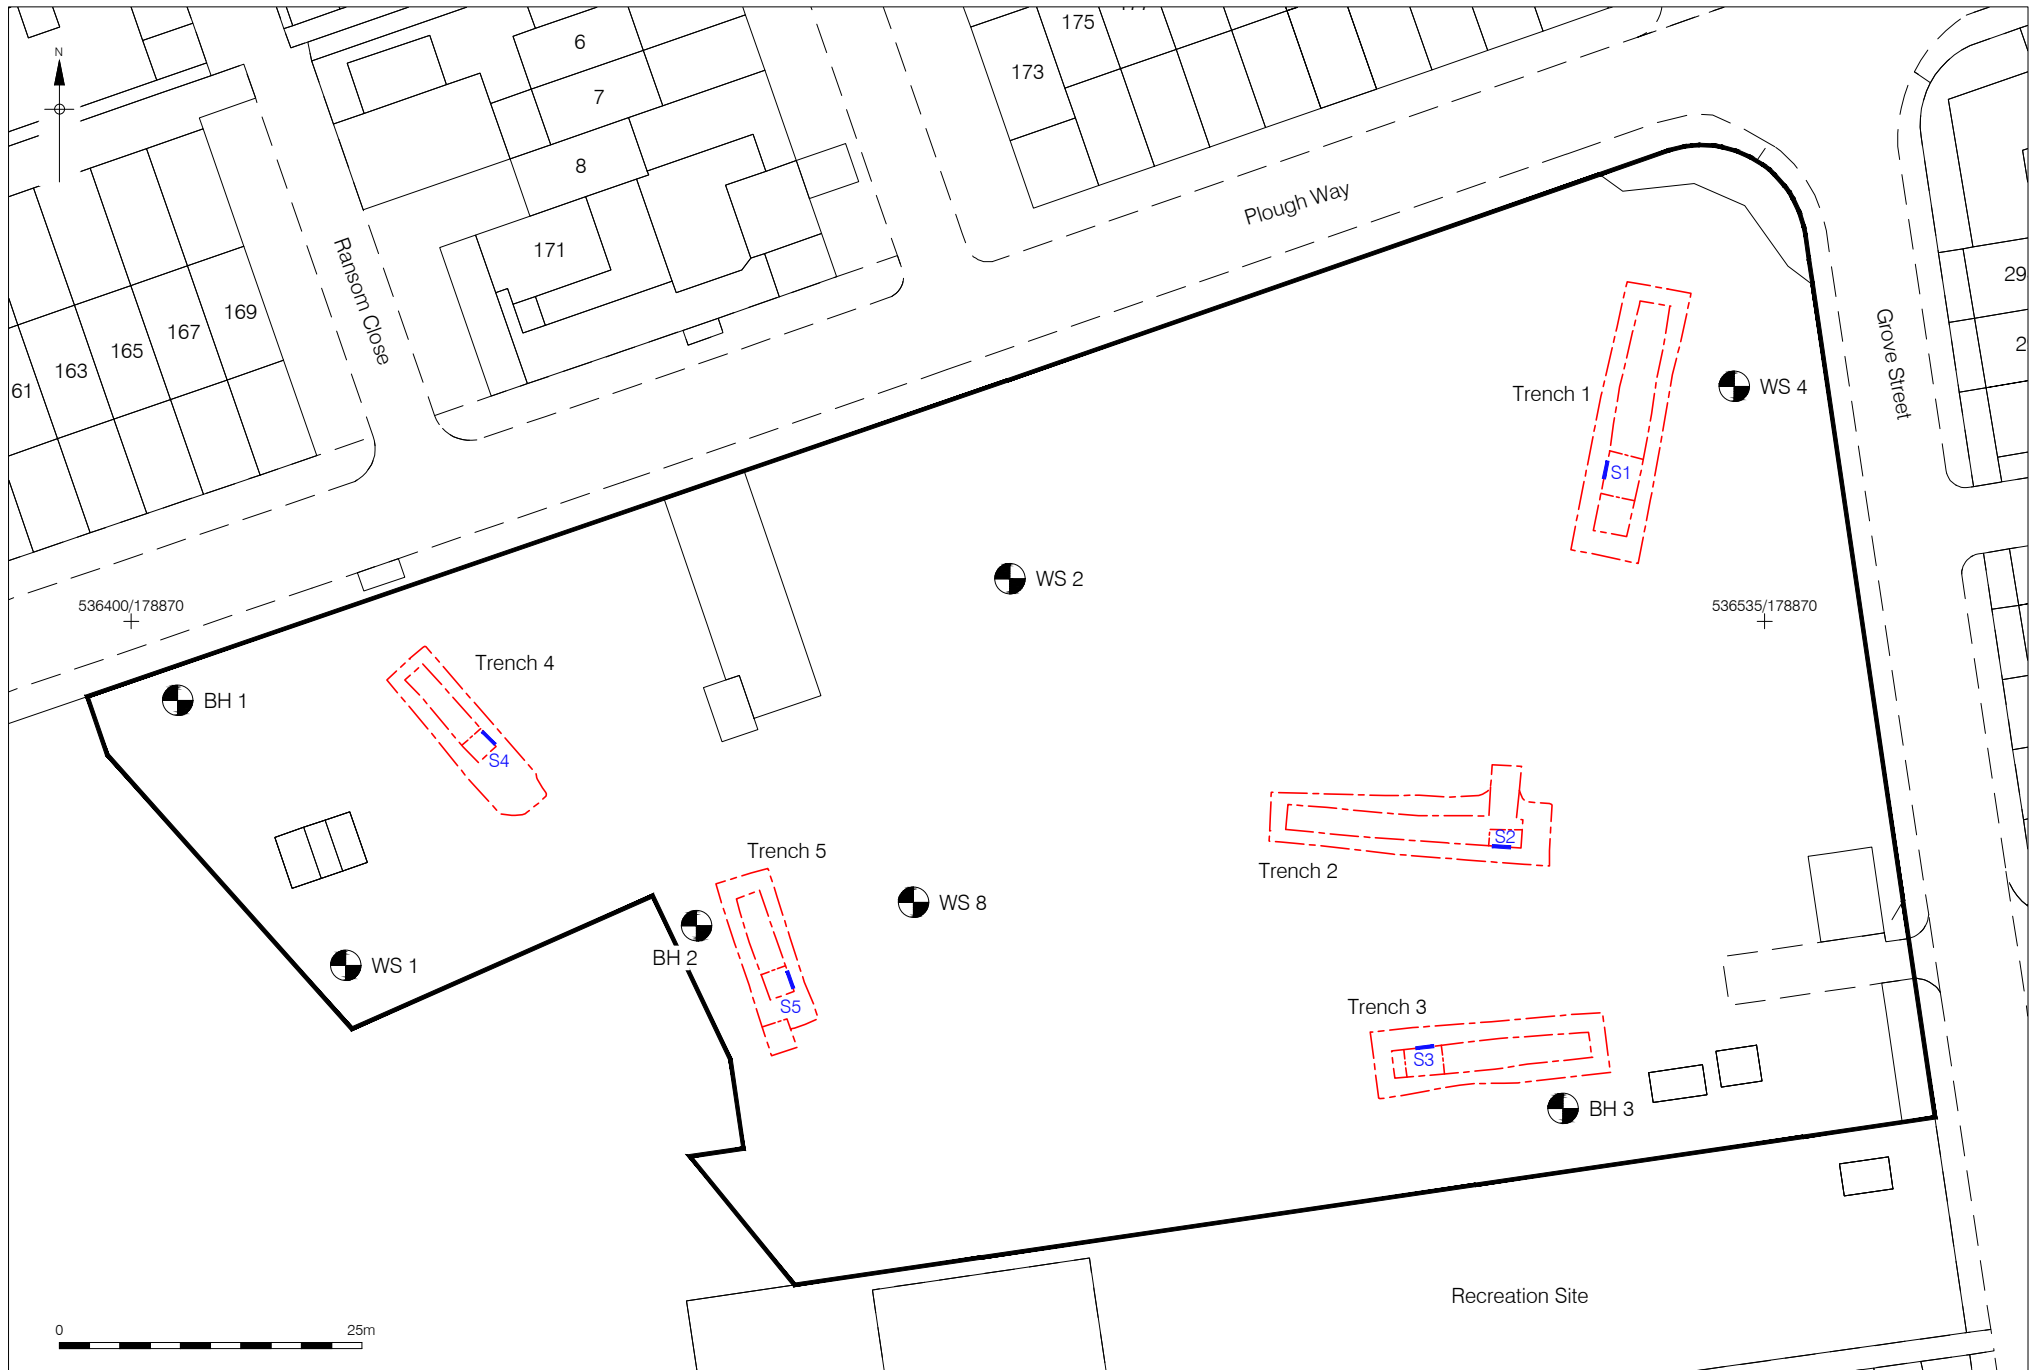 N
6
7
8
171
173
175
Plough Way
Ransom Close
169
167
165
163
61
29
2
Grove Street
Trench 1
WS 4
S1
WS 2
536400/178870
536535/178870
Trench 4
BH 1
S4
Trench 5
S2
Trench 2
WS 8
BH 2
WS 1
S5
Trench 3
S3
BH 3
Recreation Site
0
25m